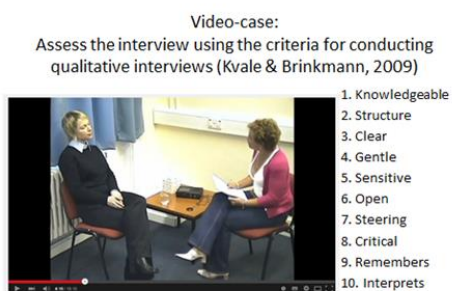 Video-case:
Assess the interview using the criteria for conducting
qualitative interviews (Kvale & Brinkmann, 2009)
1. Knowledgeable
2. Structure
3. Clear
4. Gentle
5. Sensitive
6. Open
7. Steering
8. Critical
9. Remembers
10. Interprets